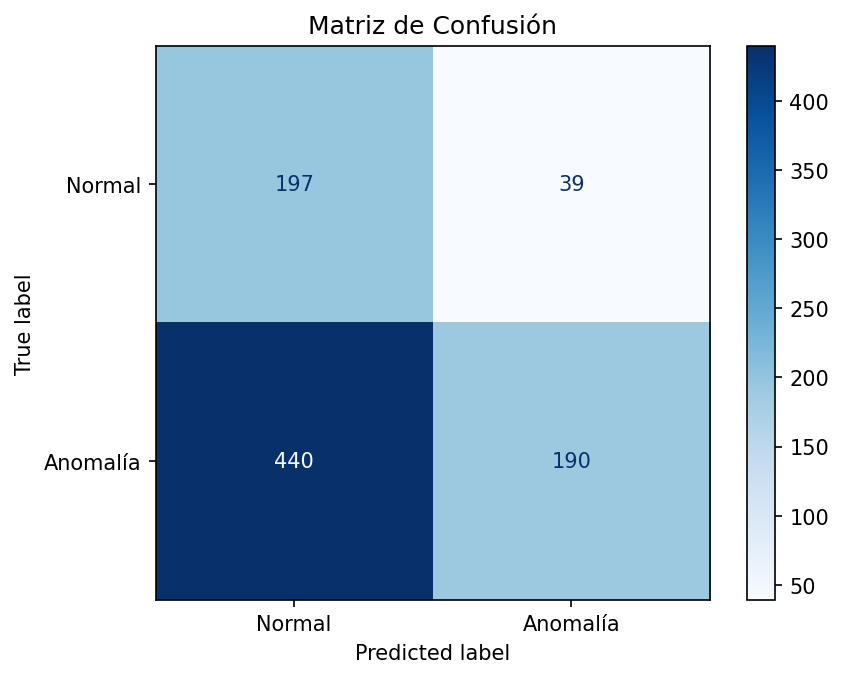 Matriz de Confusión
True label
Normal
197
39
Anomalía
440
190
Normal
Anomalía
Predicted label
400
350
300
250
200
150
100
50